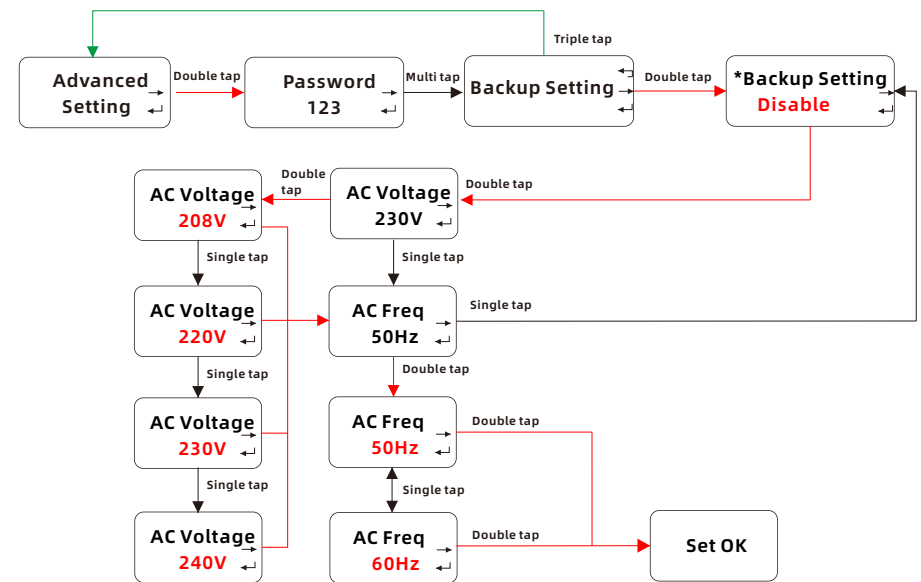 Triple tap
Advanced
Setting
Double tap
Password
123
Multi tap
Backup Setting
Double tap
*Backup Setting
Disable
AC Voltage
208V
Double
tap
AC Voltage
230V
Double tap
Single tap
Single tap
AC Voltage
220V
AC Freq
50Hz
Single tap
Single tap
Double tap
AC Voltage
230V
AC Freq
50Hz
Double tap
Single tap
Single tap
AC Voltage
240V
AC Freq
60Hz
Double tap
Set OK